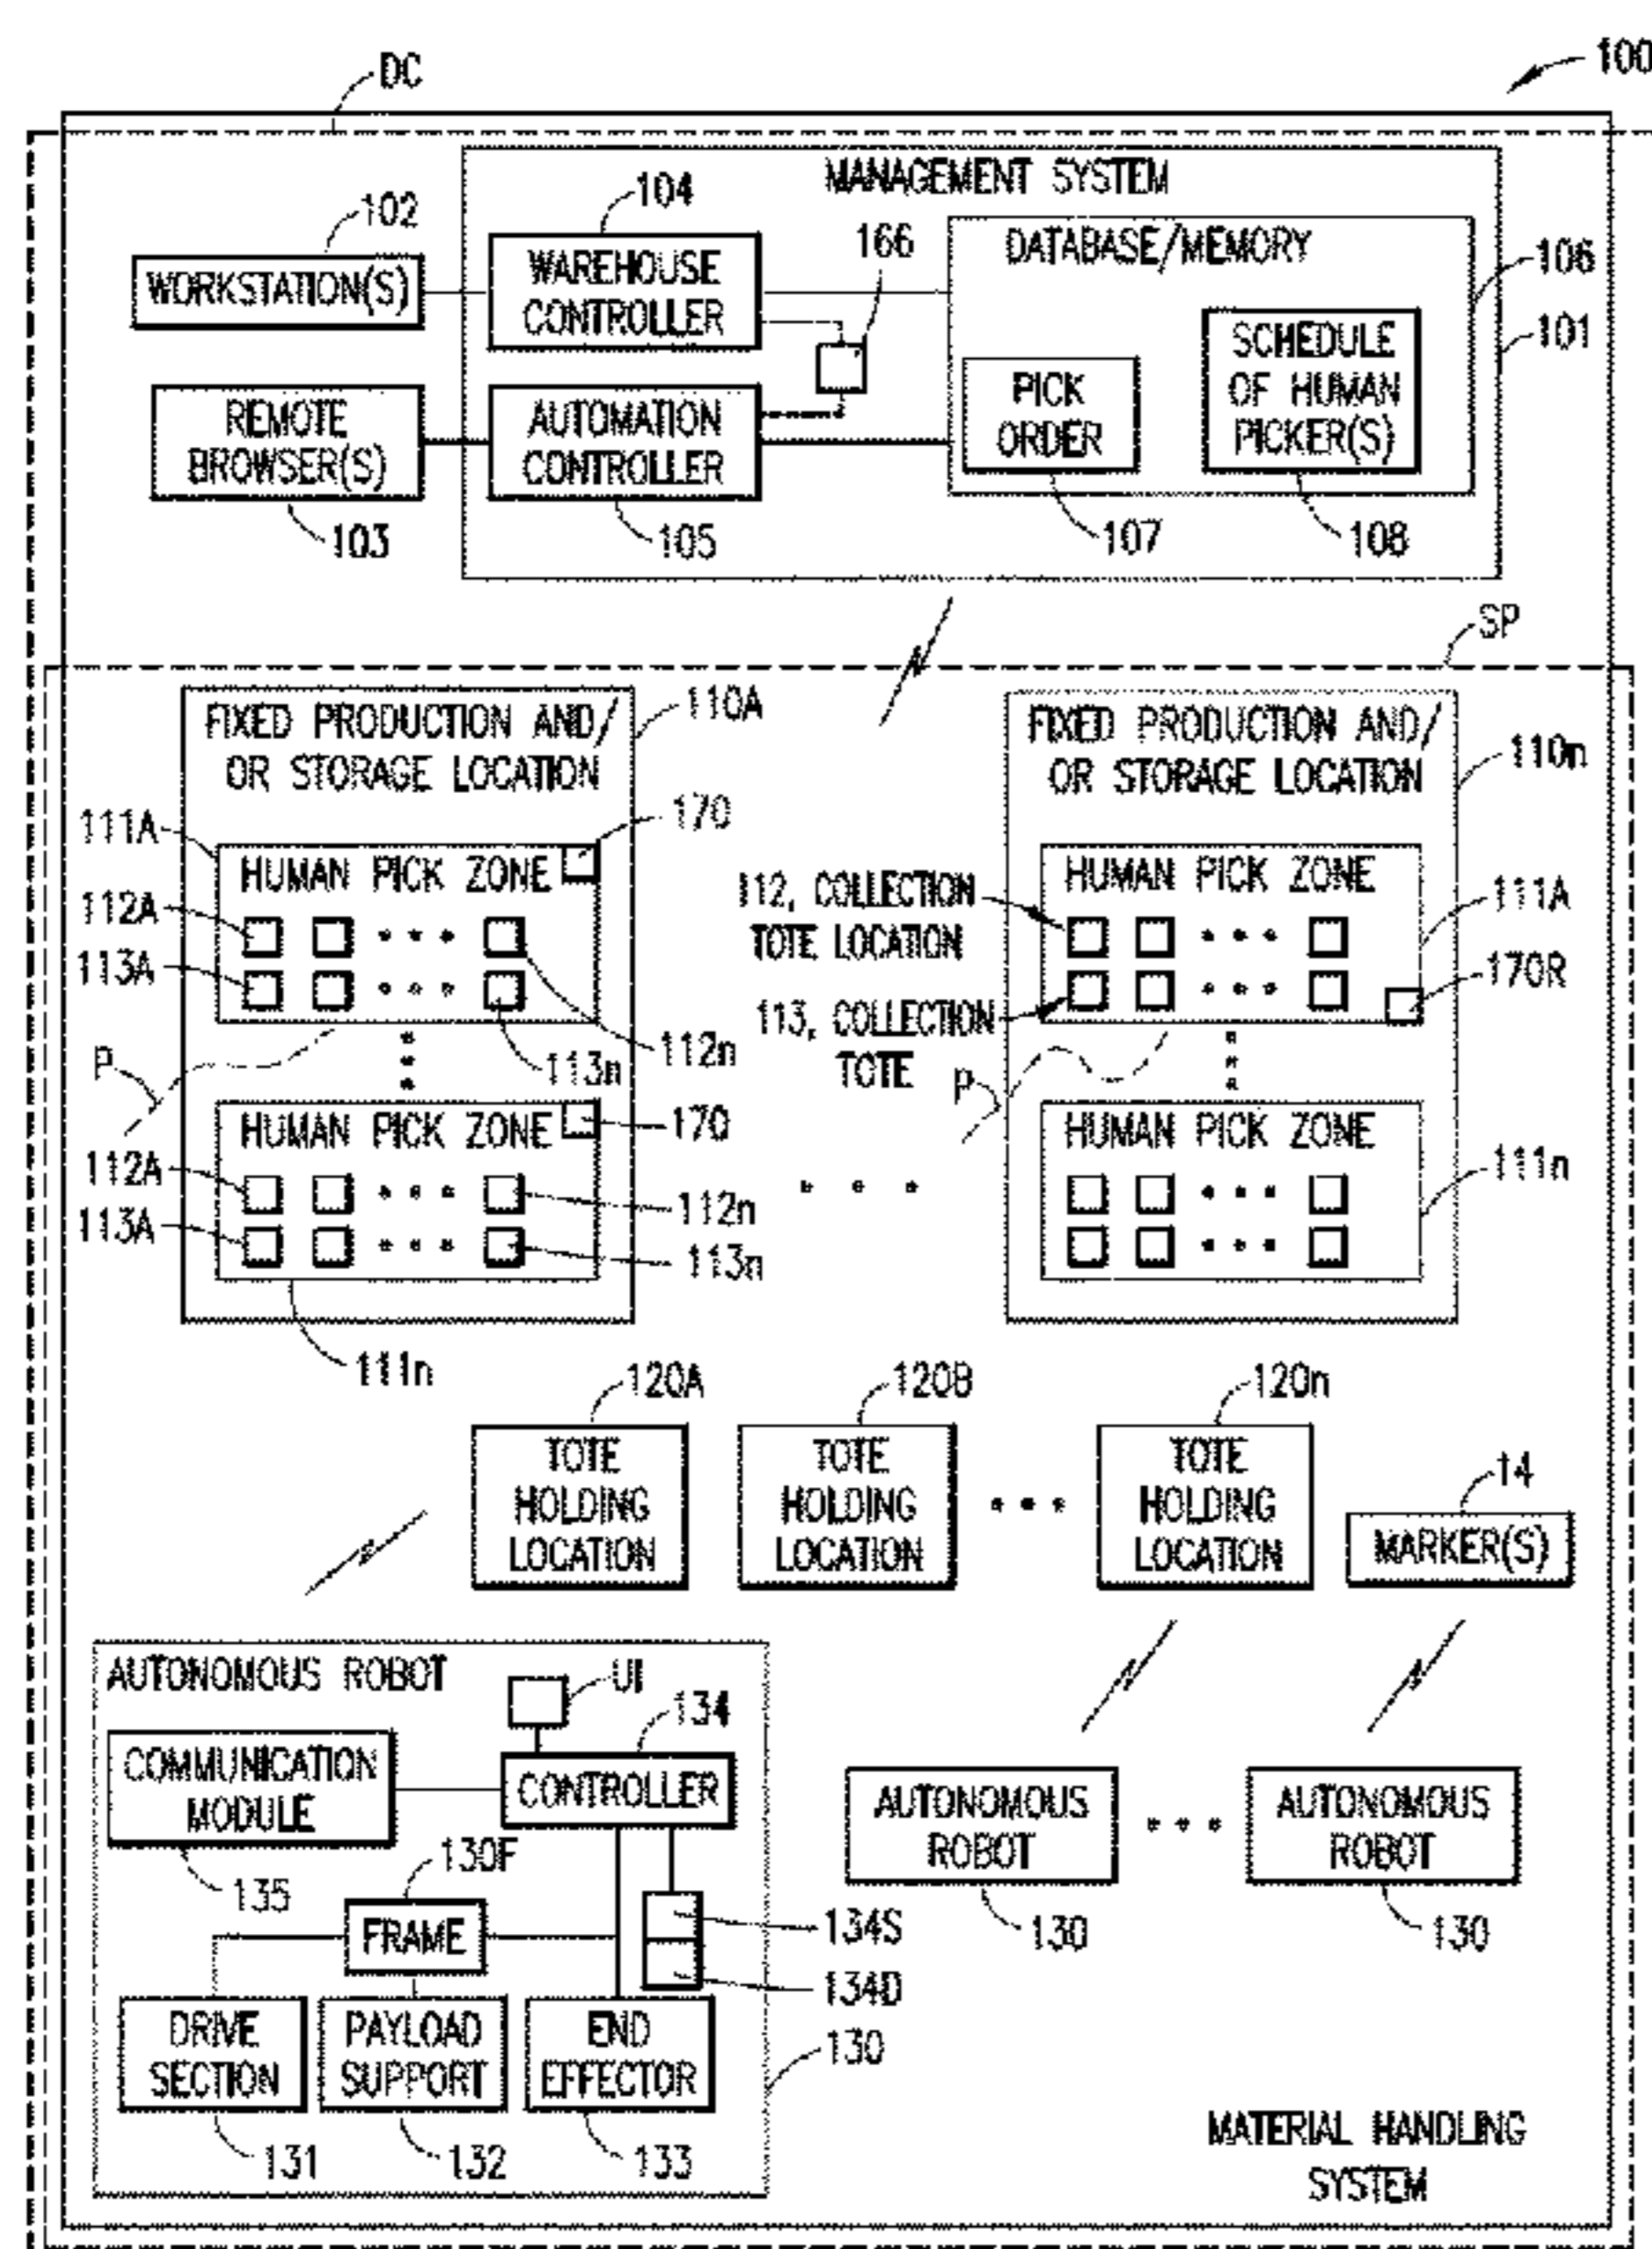 100
DC
MANAGEMENT SYSTEM
102
104
166
DATABASE/MEMORY
106
WORKSTATION(S)
WAREHOUSE
CONTROLLER
101
SCHEDULE
OF HUMAN
PICKER(S)
PICK
ORDER
REMOTE
BROWSER(S)
AUTOMATION
CONTROLLER
103
105
107
108
SP
FIXED PRODUCTION AND/
OR STORAGE LOCATION
110A
FIXED PRODUCTION AND/
OR STORAGE LOCATION
110n
111A
170
HUMAN PICK ZONE
112A
113A
112, COLLECTION
TOTE LOCATION
HUMAN PICK ZONE
111A
170R
113, COLLECTION
TOTE
P
113n
112n
P
HUMAN PICK ZONE
170
HUMAN PICK ZONE
112A
112n
111n
113A
113n
111n
120A
120B
120n
TOTE
HOLDING
LOCATION
TOTE
HOLDING
LOCATION
TOTE
HOLDING
LOCATION
14
MARKER(S)
AUTONOMOUS ROBOT
UI
134
COMMUNICATION
MODULE
CONTROLLER
AUTONOMOUS
ROBOT
AUTONOMOUS
ROBOT
135
130F
FRAME
134S
130
130
134D
DRIVE
SECTION
PAYLOAD
SUPPORT
END
EFFECTOR
130
131
132
133
MATERIAL HANDLING
SYSTEM